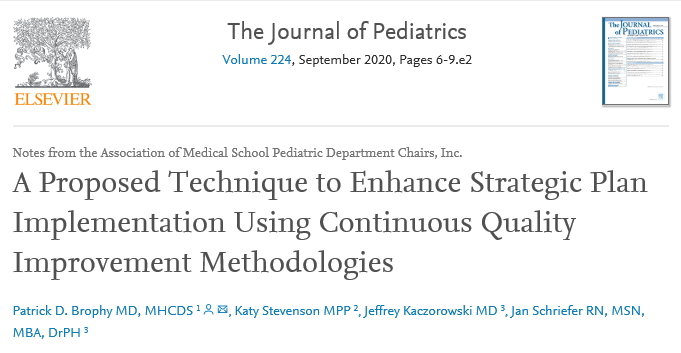 The Journal of Pediatrics
Volume 224, September 2020, Pages 6-9.e2
ELSEVIER
The JOURNAL
of PEDIATRICS
Notes from the Association of Medical School Pediatric Department Chairs, Inc.
A Proposed Technique to Enhance Strategic Plan
Implementation Using Continuous Quality
Improvement Methodologies
Patrick D. Brophy MD, MHCDS 1, Katy Stevenson MPP 2, Jeffrey Kaczorowski MD 3, Jan Schriefer RN, MSN,
MBA, DrPH 3